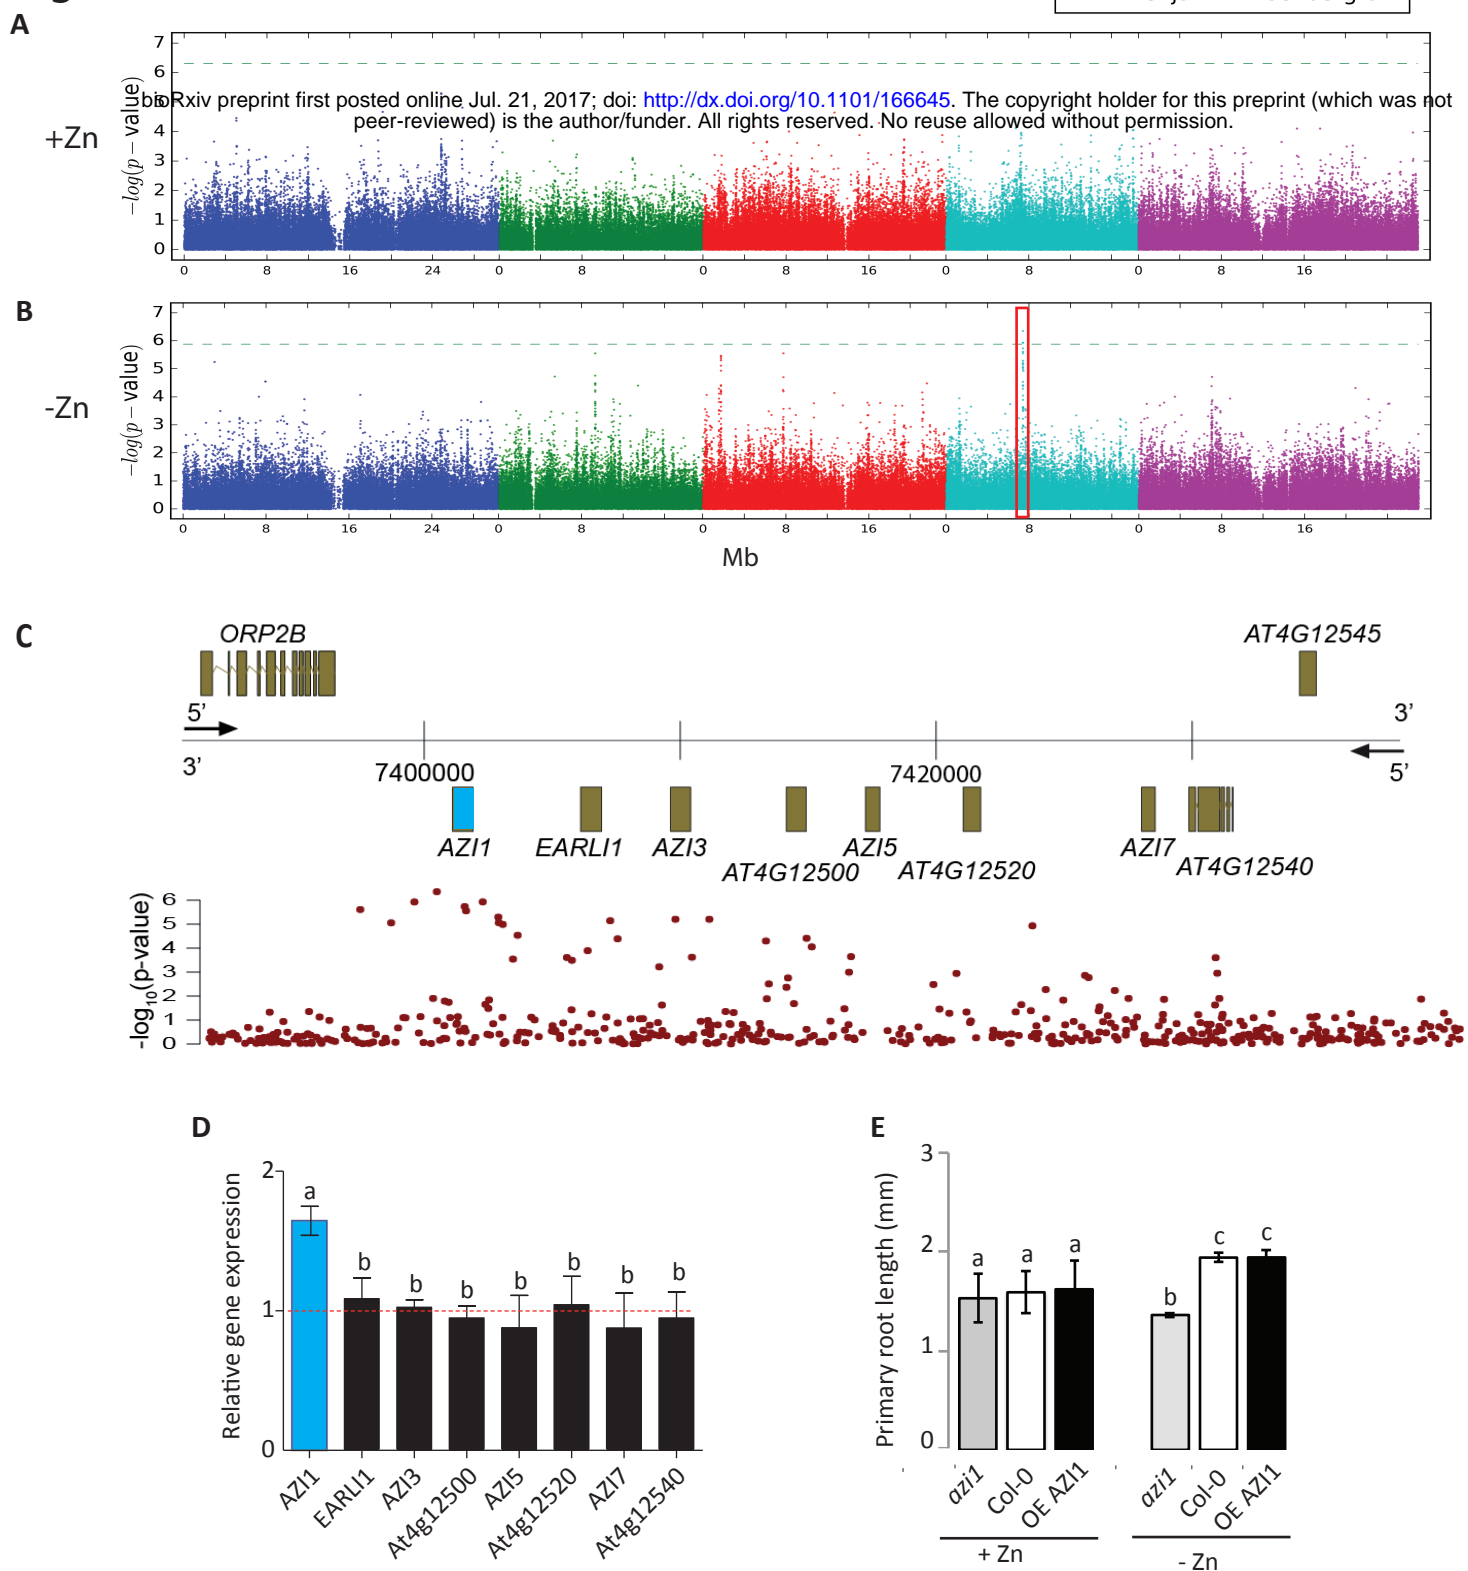 A
+Zn
−log(p − value)
7
6
5
4
3
2
1
0
bioRxiv preprint first posted online Jul. 21, 2017; doi: http://dx.doi.org/10.1101/166645. The copyright holder for this preprint (which was not
peer-reviewed) is the author/funder. All rights reserved. No reuse allowed without permission.
0 8 16 24 0 8 0 8 16 0 8 0 8 16
B
-Zn
−log(p − value)
7
6
5
4
3
2
1
0
0 8 16 24 0 8 0 8 16 0 8 0 8 16
Mb
C
ORP2B AT4G12545
5’ 3’
3’ 7400000 7420000 5’
AZI1 EARLI1 AZI3 AZI5 AZI7
AT4G12500 AT4G12520 AT4G12540
-log10(p-value)
6
5
4
3
2
1
0
D
Relative gene expression
2
1
0
a b b b b b b b
AZI1 EARLI1 AZI3 At4g12500 AZI5 At4g12520 AZI7 At4g12540
E
Primary root length (mm)
3
2
1
0
a a a b c c
azi1 Col-0 OE AZI1 azi1 Col-0 OE AZI1
+ Zn - Zn